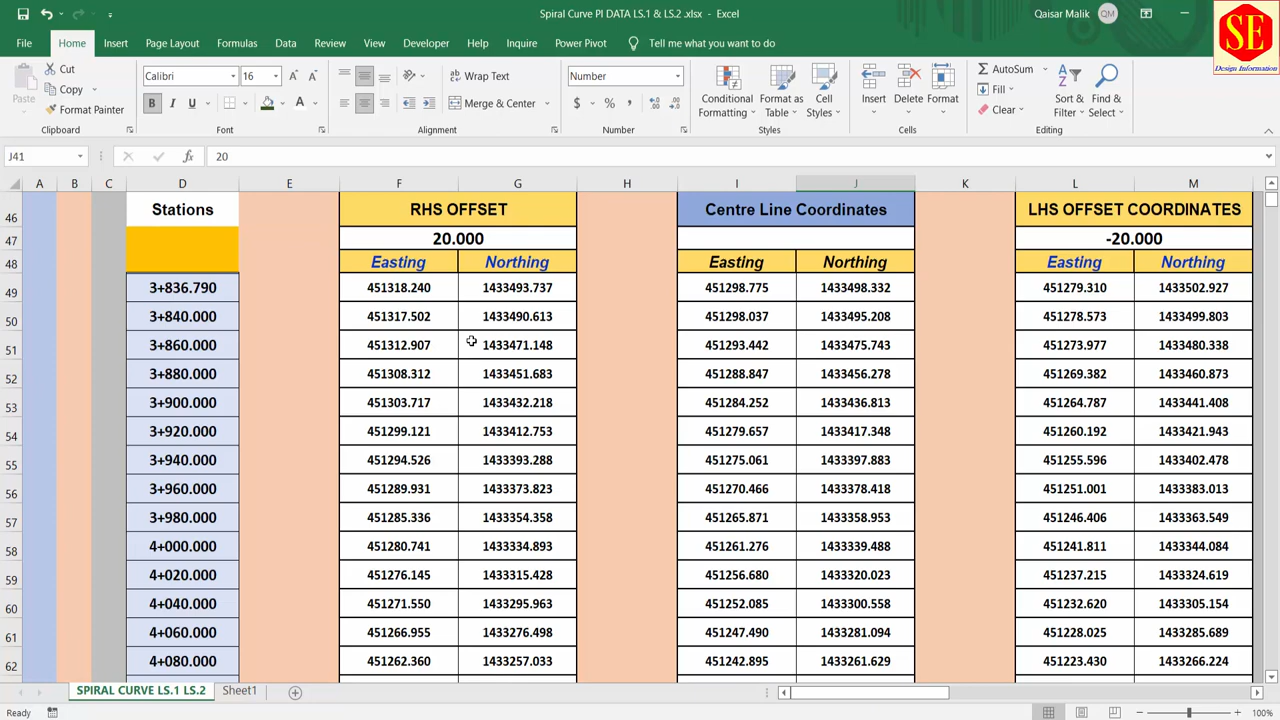 Spiral Curve PI DATA LS.1 & LS.2 .xlsx - Excel
Qaisar Malik QM
SE
Design Information
File Home Insert Page Layout Formulas Data Review View Developer Help Inquire Power Pivot Tell me what you want to do
Cut
Copy
Format Painter
Paste
Clipboard
Calibri 16
B I U
Font
Wrap Text
Merge & Center
Alignment
Number
$ % ,
Number
Conditional Formatting
Format as Table
Cell Styles
Styles
Insert Delete Format
Cells
AutoSum
Fill
Clear
Sort & Filter
Find & Select
Editing
J41 fx 20
A B C D E F G H I J K L M
46 Stations RHS OFFSET Centre Line Coordinates LHS OFFSET COORDINATES
47 20.000 -20.000
48 Easting Northing Easting Northing Easting Northing
49 3+836.790 451318.240 1433493.737 451298.775 1433498.332 451279.310 1433502.927
50 3+840.000 451317.502 1433490.613 451298.037 1433495.208 451278.573 1433499.803
51 3+860.000 451312.907 1433471.148 451293.442 1433475.743 451273.977 1433480.338
52 3+880.000 451308.312 1433451.683 451288.847 1433456.278 451269.382 1433460.873
53 3+900.000 451303.717 1433432.218 451284.252 1433436.813 451264.787 1433441.408
54 3+920.000 451299.121 1433412.753 451279.657 1433417.348 451260.192 1433421.943
55 3+940.000 451294.526 1433393.288 451275.061 1433397.883 451255.596 1433402.478
56 3+960.000 451289.931 1433373.823 451270.466 1433378.418 451251.001 1433383.013
57 3+980.000 451285.336 1433354.358 451265.871 1433358.953 451246.406 1433363.549
58 4+000.000 451280.741 1433334.893 451261.276 1433339.488 451241.811 1433344.084
59 4+020.000 451276.145 1433315.428 451256.680 1433320.023 451237.215 1433324.619
60 4+040.000 451271.550 1433295.963 451252.085 1433300.558 451232.620 1433305.154
61 4+060.000 451266.955 1433276.498 451247.490 1433281.094 451228.025 1433285.689
62 4+080.000 451262.360 1433257.033 451242.895 1433261.629 451223.430 1433266.224
SPIRAL CURVE LS.1 LS.2 Sheet1
Ready 100%